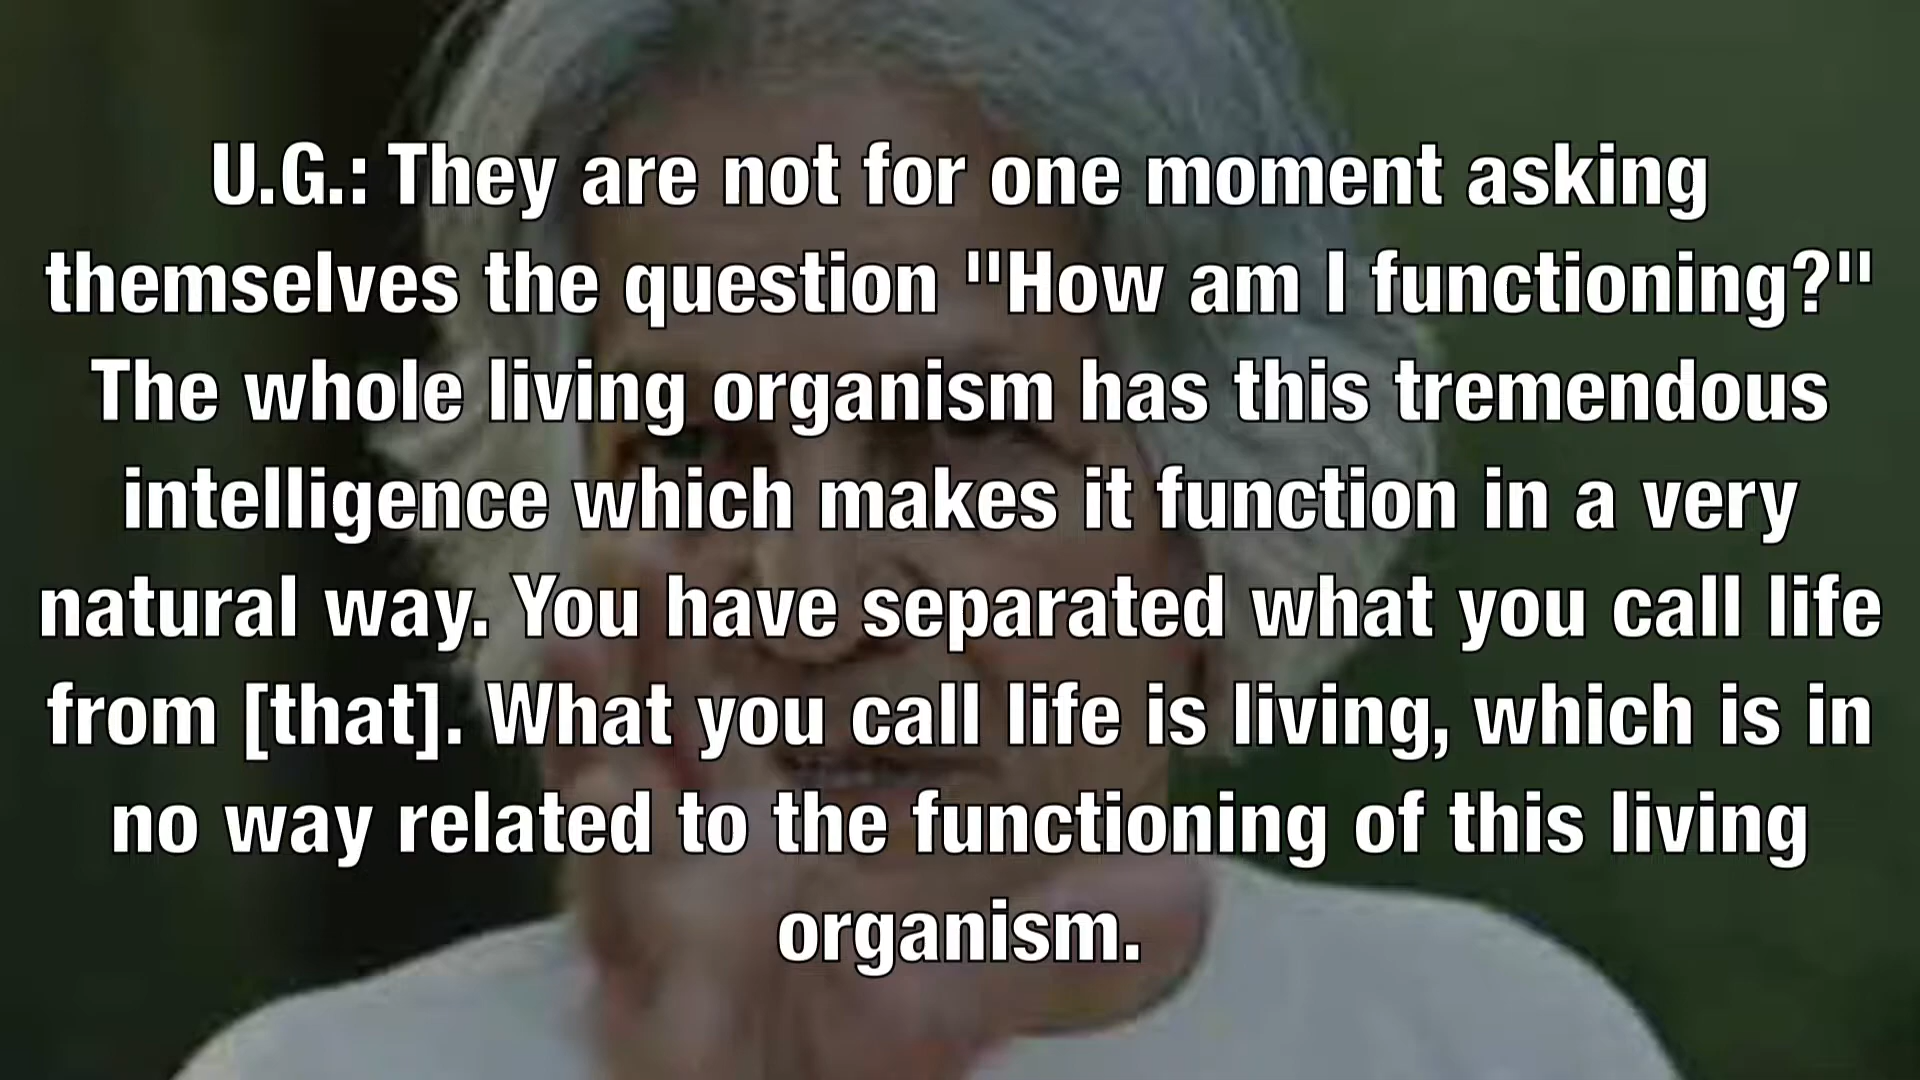 U.G.: They are not for one moment asking
themselves the question "How am I functioning?"
The whole living organism has this tremendous
intelligence which makes it function in a very
natural way. You have separated what you call life
from [that]. What you call life is living, which is in
no way related to the functioning of this living
organism.